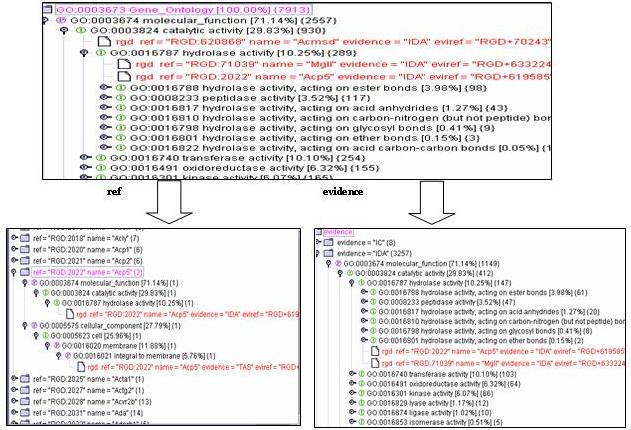 GO:0003673 Gene_Ontology [100.00%] {7913}
GO:0003674 molecular_function [71.14%] {2557}
GO:0003824 catalytic activity [29.83%] {930}
rgd ref = "RGD:620868" name = "Acmsd" evidence = "IDA" eviref = "RGD+70243"
GO:0016787 hydrolase activity [10.25%] {289}
rgd ref = "RGD:71039" name = "Mgll" evidence = "IDA" eviref = "RGD+633224
rgd ref = "RGD:2022" name = "Acp5" evidence = "IDA" eviref = "RGD+619585"
GO:0016788 hydrolase activity, acting on ester bonds [3.98%] {98}
GO:0008233 peptidase activity [3.52%] {117}
GO:0016817 hydrolase activity, acting on acid anhydrides [1.27%] {43}
GO:0016810 hydrolase activity, acting on carbon-nitrogen (but not peptide) bon
GO:0016798 hydrolase activity, acting on glycosyl bonds [0.41%] {9}
GO:0016801 hydrolase activity, acting on ether bonds [0.15%] {3}
GO:0016822 hydrolase activity, acting on acid carbon-carbon bonds [0.05%] {1
GO:0016740 transferase activity [10.10%] {254}
GO:0016491 oxidoreductase activity [6.32%] {155}
GO:0016301 kinase activity [6.07%] {165}
ref
evidence
ref = "RGD:2018" name = "Acly" {7}
ref = "RGD:2020" name = "Acp1" {6}
ref = "RGD:2021" name = "Acp2" {6}
ref = "RGD:2022" name = "Acp5" {2}
GO:0003674 molecular_function [71.14%] {1}
GO:0003824 catalytic activity [29.83%] {1}
GO:0016787 hydrolase activity [10.25%] {1}
rgd ref = "RGD:2022" name = "Acp5" evidence = "IDA" eviref = "RGD+619
GO:0005575 cellular_component [27.79%] {1}
GO:0005623 cell [25.96%] {1}
GO:0016020 membrane [11.88%] {1}
GO:0016021 integral to membrane [5.76%] {1}
rgd ref = "RGD:2022" name = "Acp5" evidence = "TAS" eviref = "RGD+
ref = "RGD:2025" name = "Acta1" {1}
ref = "RGD:2027" name = "Actg2" {1}
ref = "RGD:2028" name = "Acvr2b" {13}
ref = "RGD:2031" name = "Ada" {14}
evidence
evidence = "IC" {8}
evidence = "IDA" {3257}
GO:0003674 molecular_function [71.14%] {1149}
GO:0003824 catalytic activity [29.83%] {412}
GO:0016787 hydrolase activity [10.25%] {147}
GO:0016788 hydrolase activity, acting on ester bonds [3.98%] {61}
GO:0008233 peptidase activity [3.52%] {47}
GO:0016817 hydrolase activity, acting on acid anhydrides [1.27%] {20}
GO:0016810 hydrolase activity, acting on carbon-nitrogen (but not peptide) bon
GO:0016798 hydrolase activity, acting on glycosyl bonds [0.41%] {8}
GO:0016801 hydrolase activity, acting on ether bonds [0.15%] {2}
rgd ref = "RGD:2022" name = "Acp5" evidence = "IDA" eviref = "RGD+619585"
rgd ref = "RGD:71039" name = "Mgll" evidence = "IDA" eviref = "RGD+633224
GO:0016740 transferase activity [10.10%] {103}
GO:0016491 oxidoreductase activity [6.32%] {64}
GO:0016301 kinase activity [6.07%] {66}
GO:0016829 lyase activity [1.17%] {12}
GO:0016874 ligase activity [1.02%] {10}
GO:0016853 isomerase activity [0.51%] {5}